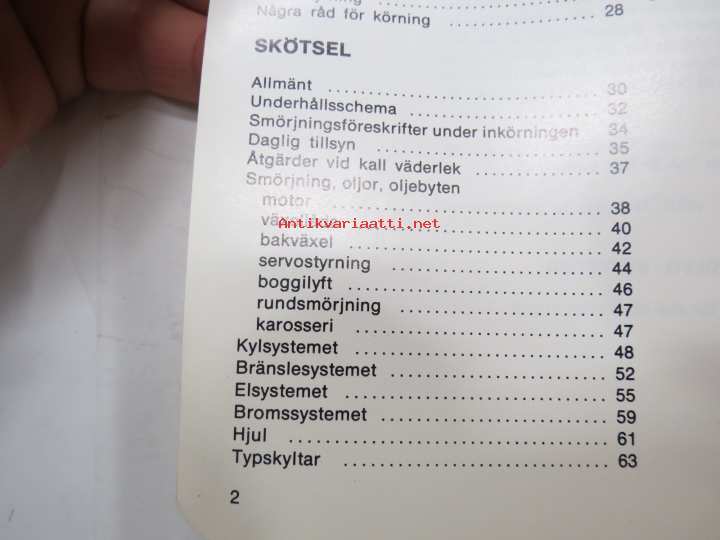 Några råd för körning 28
SKÖTSEL
Allmänt 30
Underhållsschema 32
Smörjningsföreskrifter under inkörningen 34
Daglig tillsyn 35
Åtgärder vid kall väderlek 37
Smörjning, oljor, oljebyten
motor 38
Antikvariaatti.net
40
bakväxel 42
servostyrning 44
boggilyft 46
rundsmörjning 47
karosseri 47
Kylsystemet 48
Bränslesystemet 52
Elsystemet 55
Bromssystemet 59
Hjul 61
Typskyltar 63
2